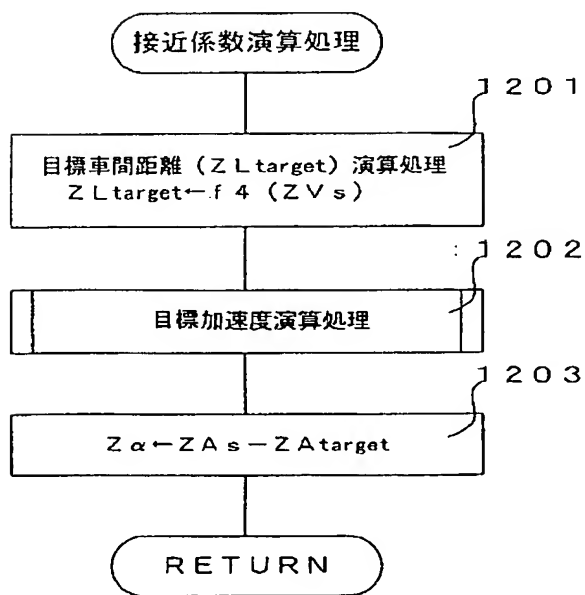 接近係数演算処理
１２０１
目標車間距離（ＺＬtarget）演算処理
ＺＬtarget←ｆ４（ＺＶｓ）
１２０２
目標加速度演算処理
１２０３
Ｚα←ＺＡｓ－ＺＡtarget
ＲＥＴＵＲＮ